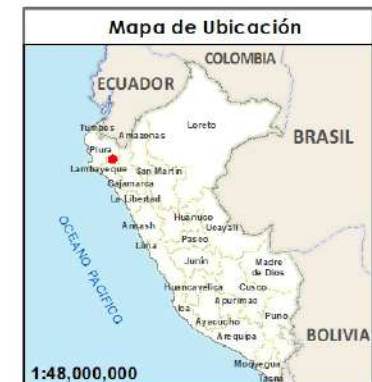 Mapa de Ubicación
COLOMBIA
ECUADOR
Loreto
Tumbes
Amazonas
BRASIL
Piura
Lambayeque
San Martin
Cajamarca
La Libertad
Huánuco
Ancash
Ucayali
Pasco
OCEANO PACIFICO
Lima
Junín
Madre
de Dios
Huancavelica
Cusco
Apurimac
Ica
Puno
Ayacucho
Arequipa
BOLIVIA
Moquegua
Tacna
1:48,000,000